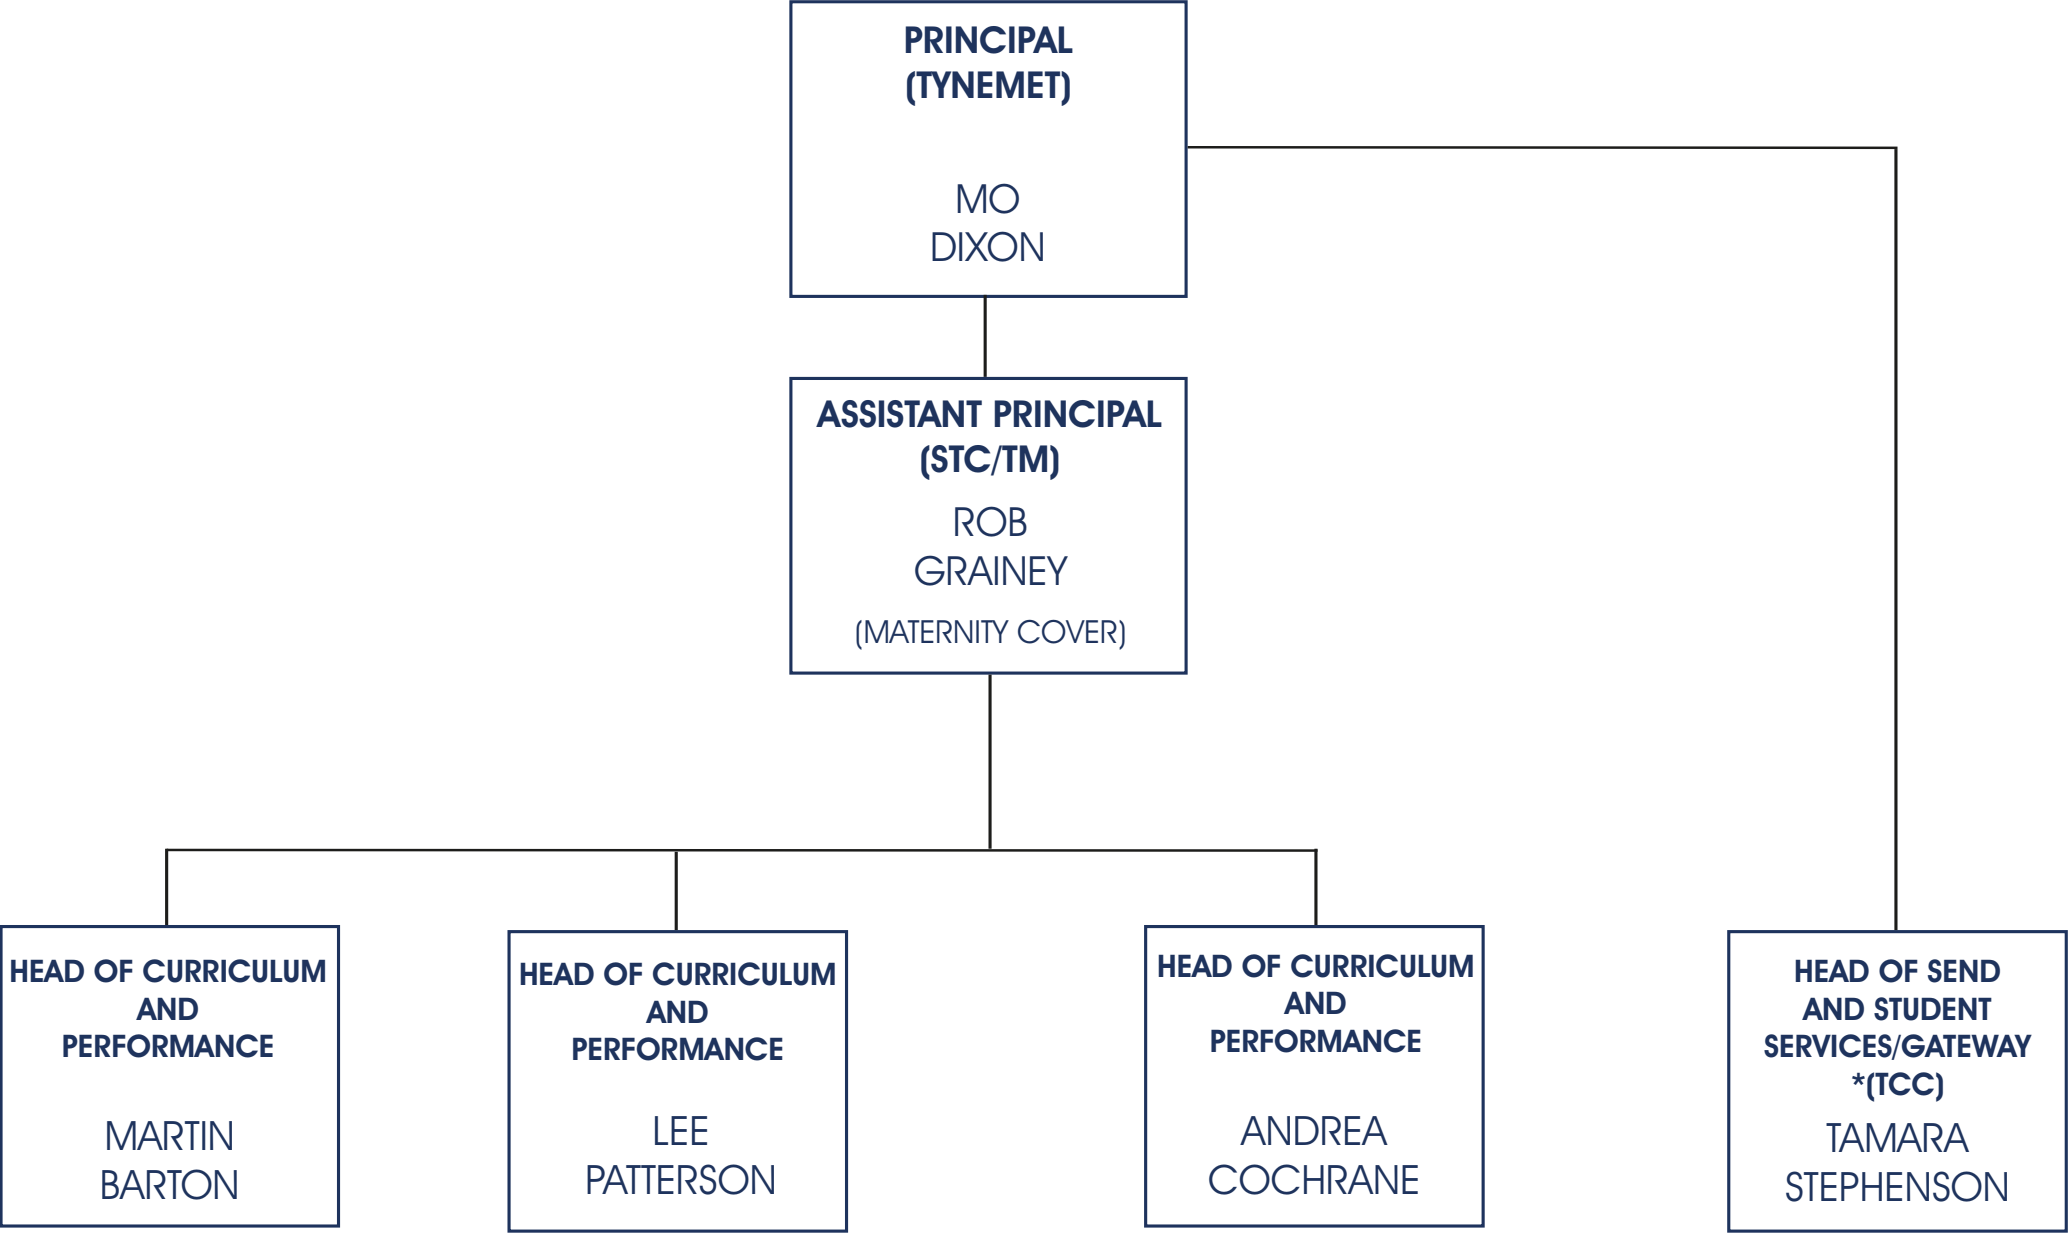 PRINCIPAL
(TYNEMET)
MO
DIXON
ASSISTANT PRINCIPAL
(STC/TM)
ROB
GRAINEY
(MATERNITY COVER)
HEAD OF CURRICULUM
AND
PERFORMANCE
MARTIN
BARTON
HEAD OF CURRICULUM
AND
PERFORMANCE
LEE
PATTERSON
HEAD OF CURRICULUM
AND
PERFORMANCE
ANDREA
COCHRANE
HEAD OF SEND
AND STUDENT
SERVICES/GATEWAY
*(TCC)
TAMARA
STEPHENSON